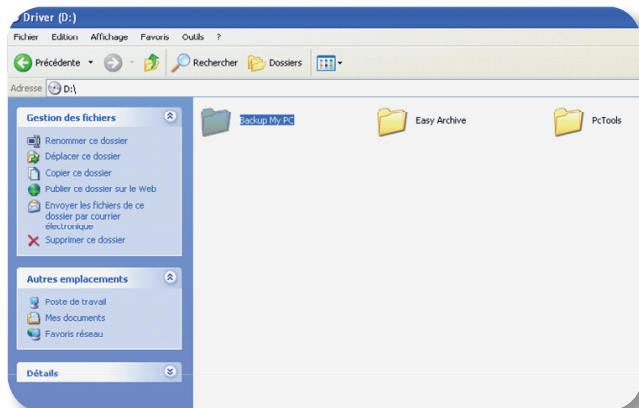 Driver (D:)
Fichier Edition Affichage Favoris Outils ?
Précédente Rechercher Dossiers
Adresse D:\
Gestion des fichiers
Renommer ce dossier
Déplacer ce dossier
Copier ce dossier
Publier ce dossier sur le Web
Envoyer les fichiers de ce
dossier par courrier
électronique
Supprimer ce dossier
Autres emplacements
Poste de travail
Mes documents
Favoris réseau
Détails
Backup My PC
Easy Archive
PcTools